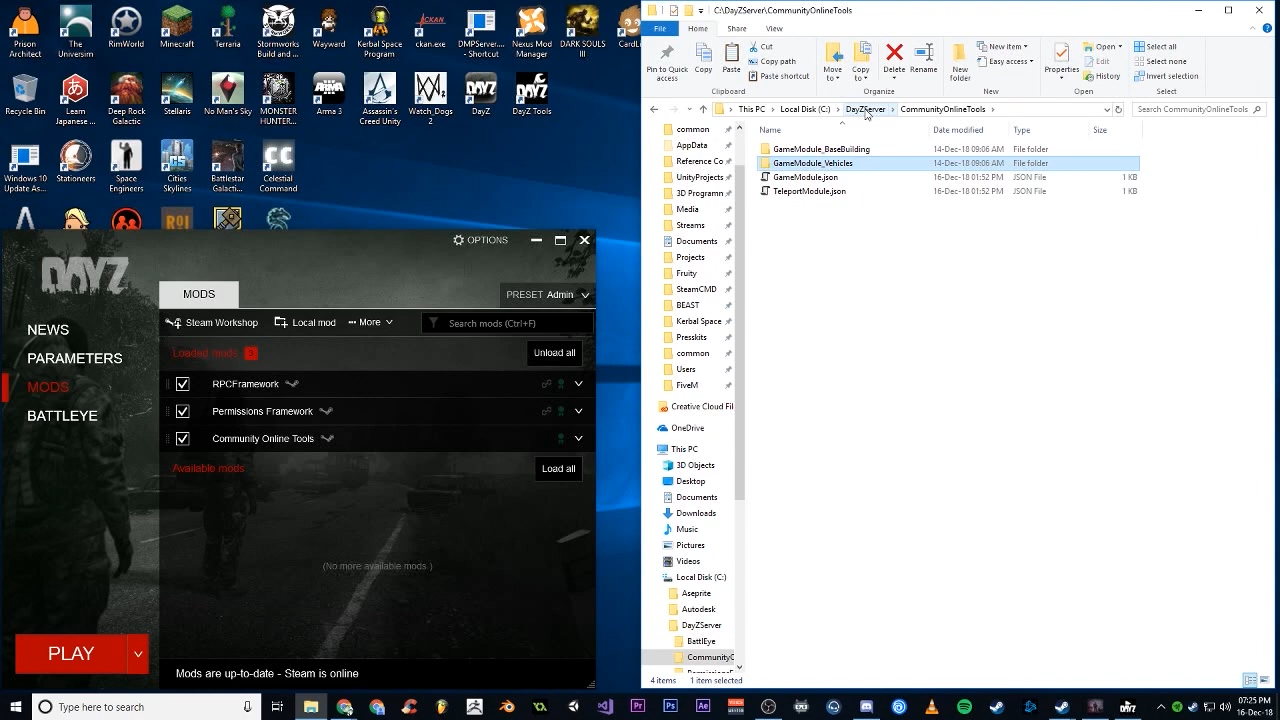 Prison Architect
The Universim
RimWorld
Minecraft
Terraria
Stormworks Build and ...
Wayward
Kerbal Space Program
ckan.exe
DMPServer.... - Shortcut
Nexus Mod Manager
DARK SOULS III
Recycle Bin
Learn Japanese ...
Deep Rock Galactic
Stellaris
No Man's Sky
MONSTER HUNTER:...
Arma 3
Assassin's Creed Unity
Watch_Dogs 2
DayZ
DayZ Tools
Windows 10 Update As...
Stationeers
Space Engineers
Cities Skylines
Battlestar Galacti...
Celestial Command
OPTIONS
DAYZ
MODS
PRESET Admin
NEWS
PARAMETERS
MODS
BATTLEYE
Steam Workshop
Local mod
More
Search mods (Ctrl+F)
Loaded mods 3
Unload all
RPCFramework
Permissions Framework
Community Online Tools
Available mods
Load all
(No more available mods.)
PLAY
Mods are up-to-date - Steam is online
C:\DayZServer\CommunityOnlineTools
File
Home
Share
View
Pin to Quick access
Copy
Paste
Cut
Copy path
Paste shortcut
Clipboard
Move to
Copy to
Delete
Rename
Organize
New folder
New item
Easy access
New
Properties
Open
Edit
History
Open
Select all
Select none
Invert selection
Select
This PC
Local Disk (C:)
DayZServer
CommunityOnlineTools
Search CommunityOnlineTools
Name
Date modified
Type
Size
GameModule_BaseBuilding 14-Dec-18 09:06 AM File folder
GameModule_Vehicles 14-Dec-18 09:06 AM File folder
GameModule.json 16-Dec-18 01:52 PM JSON File 1 KB
TeleportModule.json 16-Dec-18 01:52 PM JSON File 1 KB
common
AppData
Reference Co
UnityProjects
3D Programn
Media
Streams
Documents
Projects
Fruity
SteamCMD
BEAST
Kerbal Space
Presskits
common
Users
FiveM
Creative Cloud Fil
OneDrive
This PC
3D Objects
Desktop
Documents
Downloads
Music
Pictures
Videos
Local Disk (C:)
Aseprite
Autodesk
DayZServer
BattlEye
CommunityC
4 items
1 item selected
Type here to search
07:25 PM
16-Dec-18